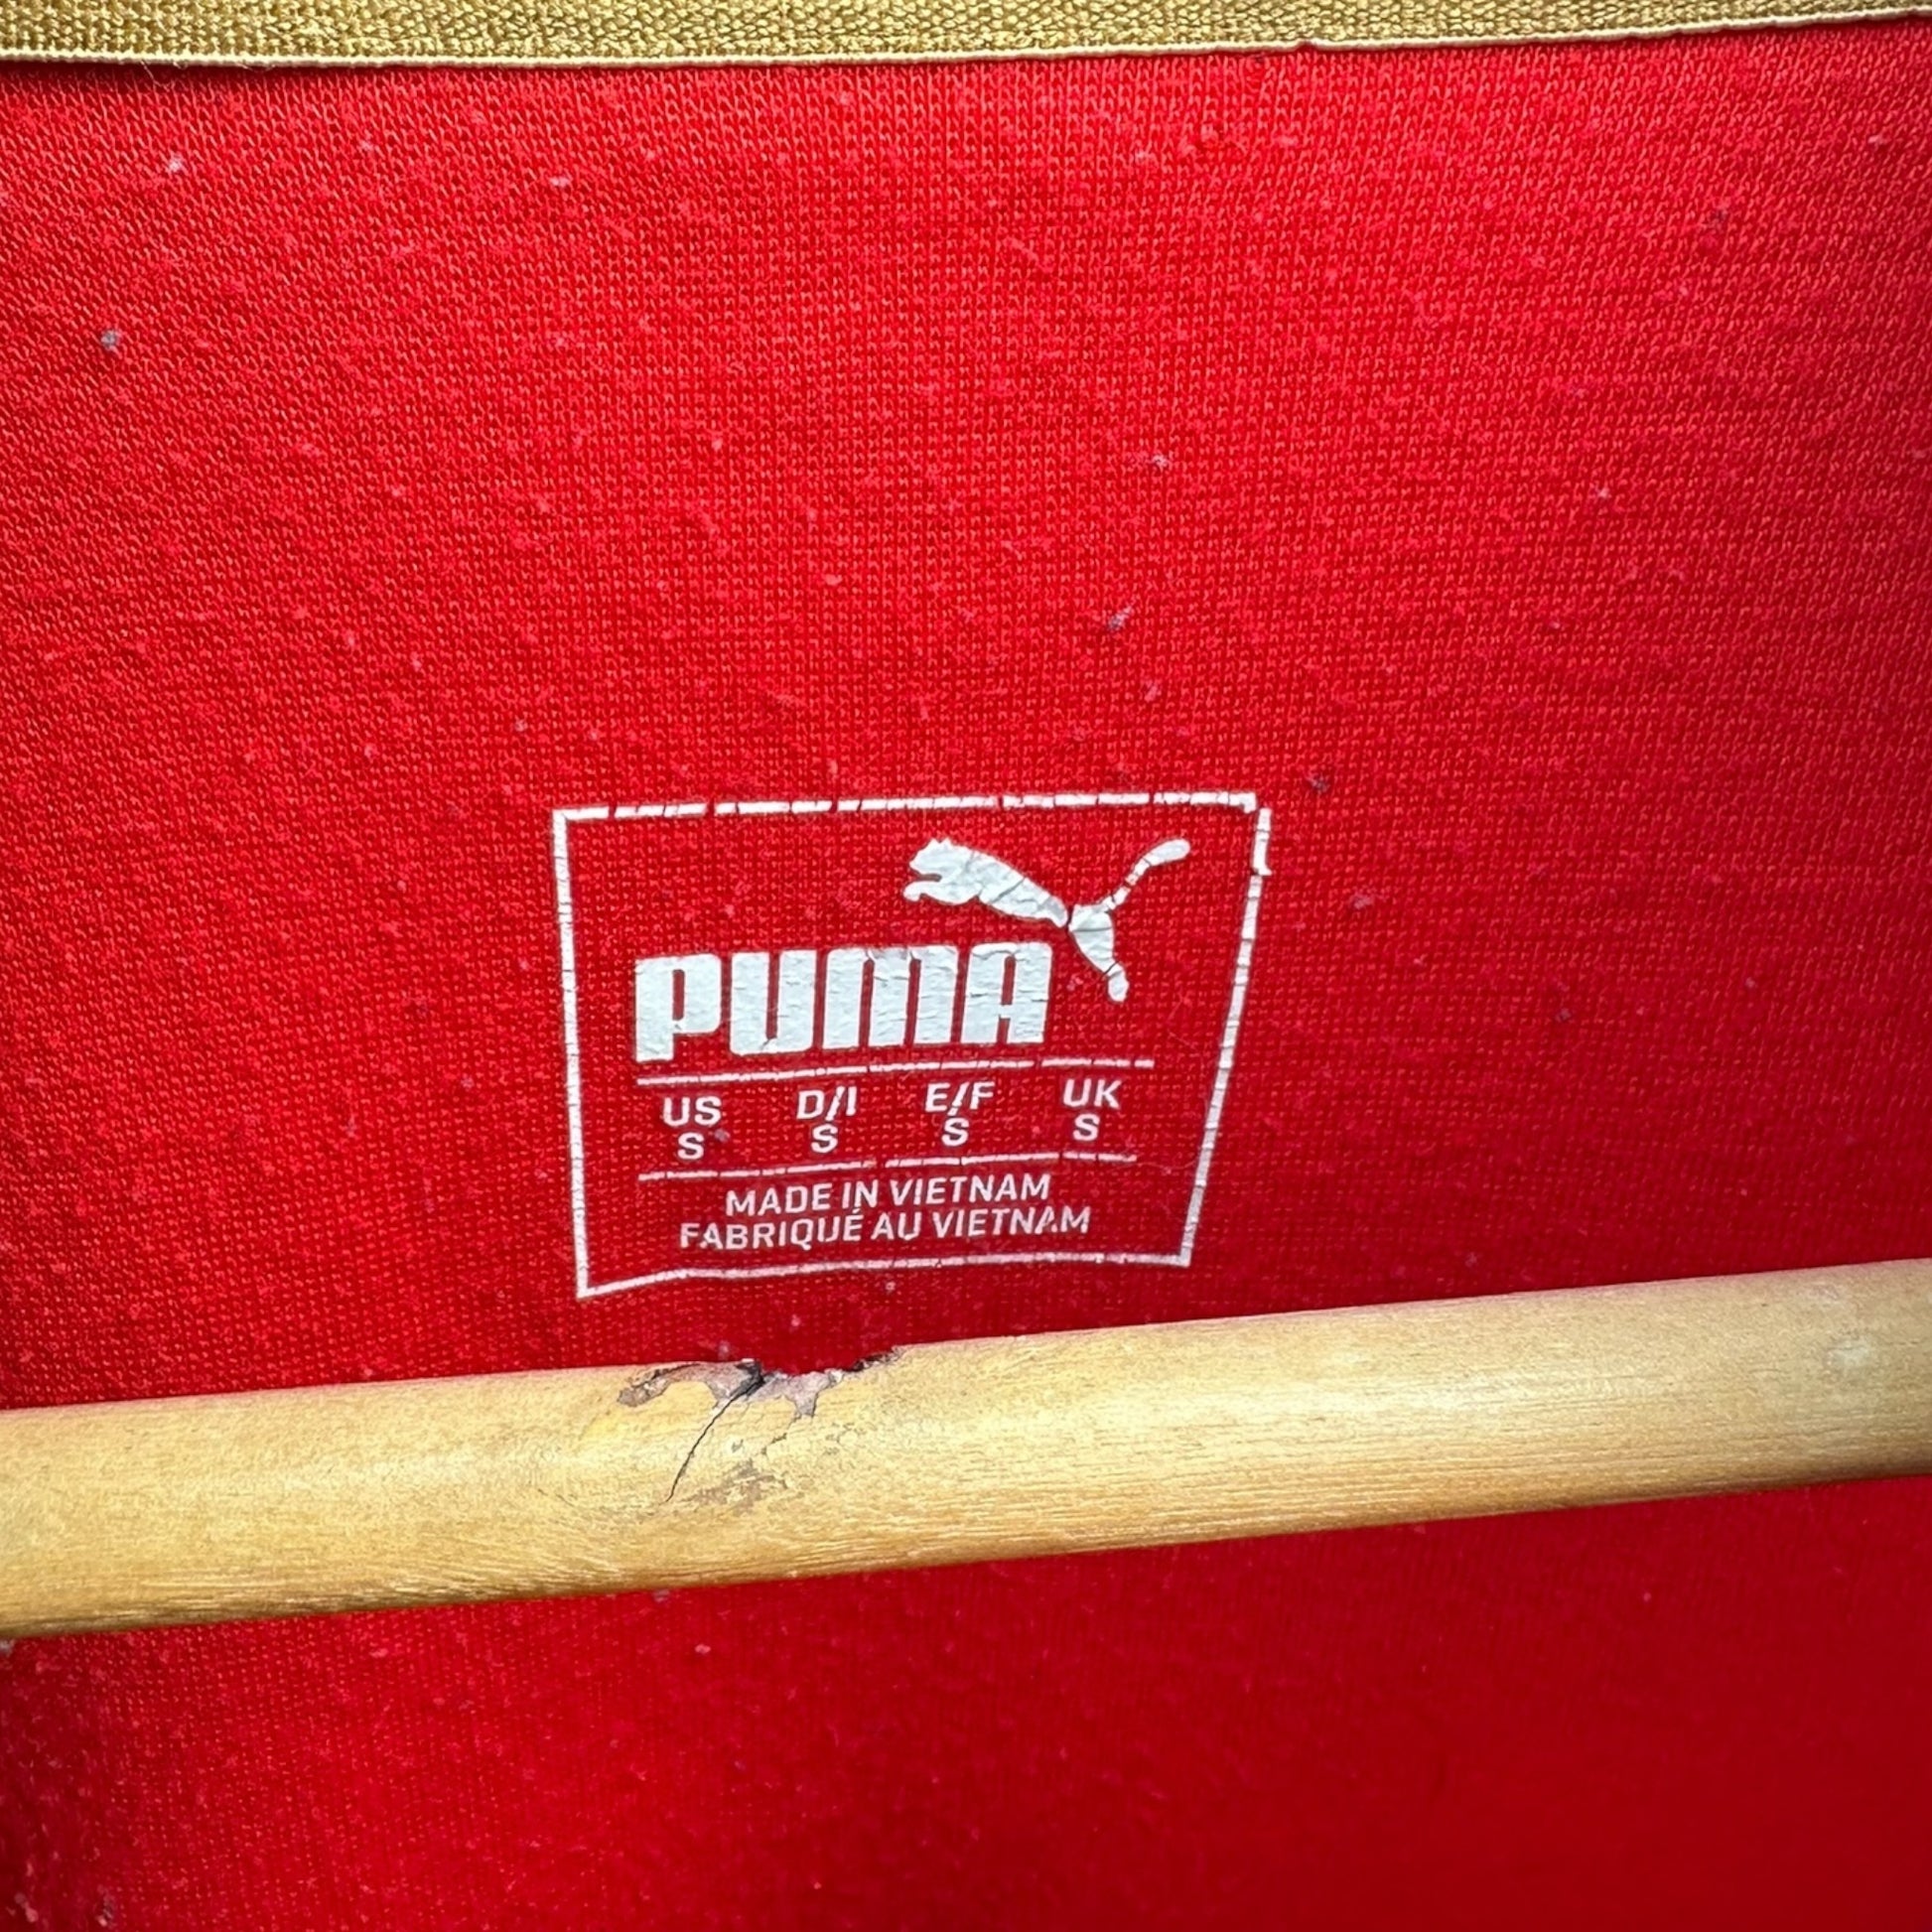 PUMA
US D/I E/F UK
S S S S
MADE IN VIETNAM
FABRIQUÉ AU VIETNAM